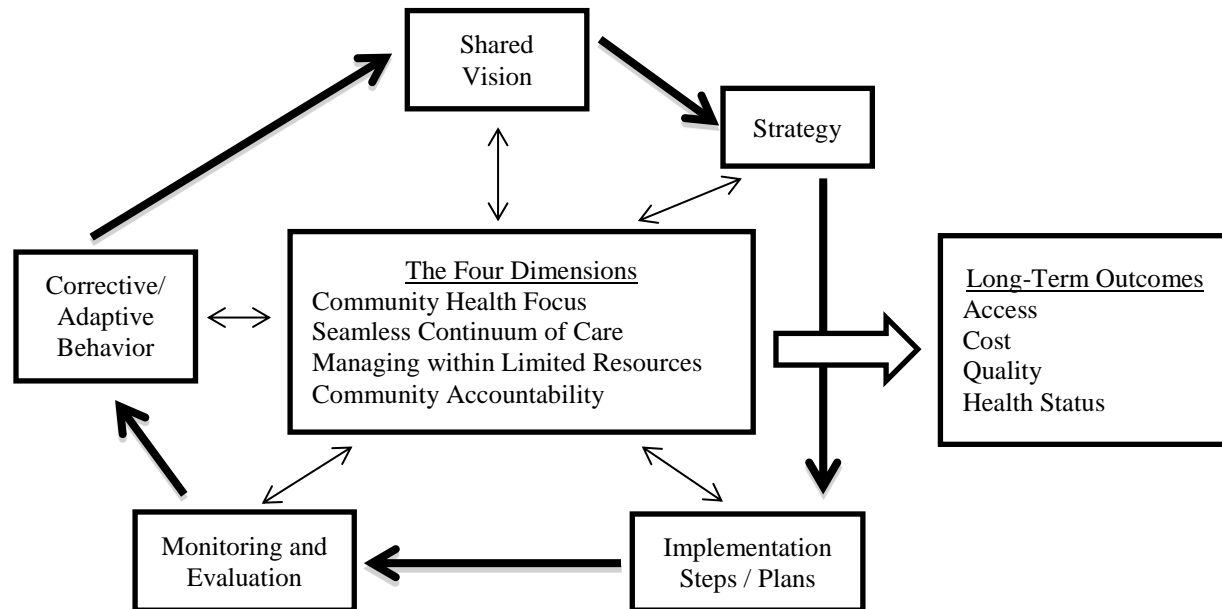 Shared
Vision
Strategy
The Four Dimensions
Community Health Focus
Seamless Continuum of Care
Managing within Limited Resources
Community Accountability
Long-Term Outcomes
Access
Cost
Quality
Health Status
Corrective/
Adaptive
Behavior
Monitoring and
Evaluation
Implementation
Steps / Plans